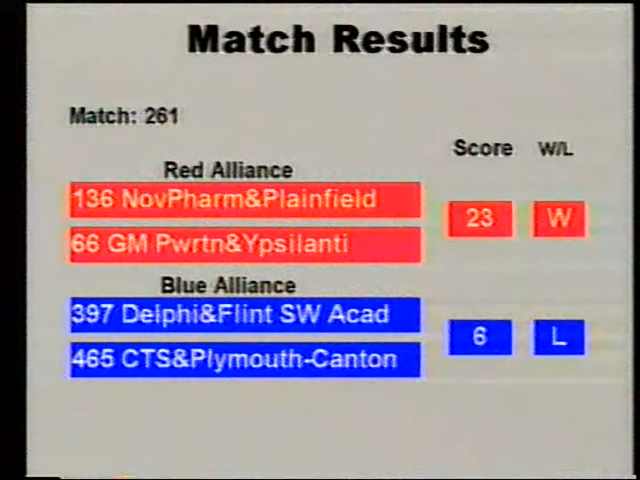 Match Results
Match: 261
Score W/L
Red Alliance
136 NovPharm&Plainfield
66 GM Pwrtn&Ypsilanti
23 W
Blue Alliance
397 Delphi&Flint SW Acad
465 CTS&Plymouth-Canton
6 L